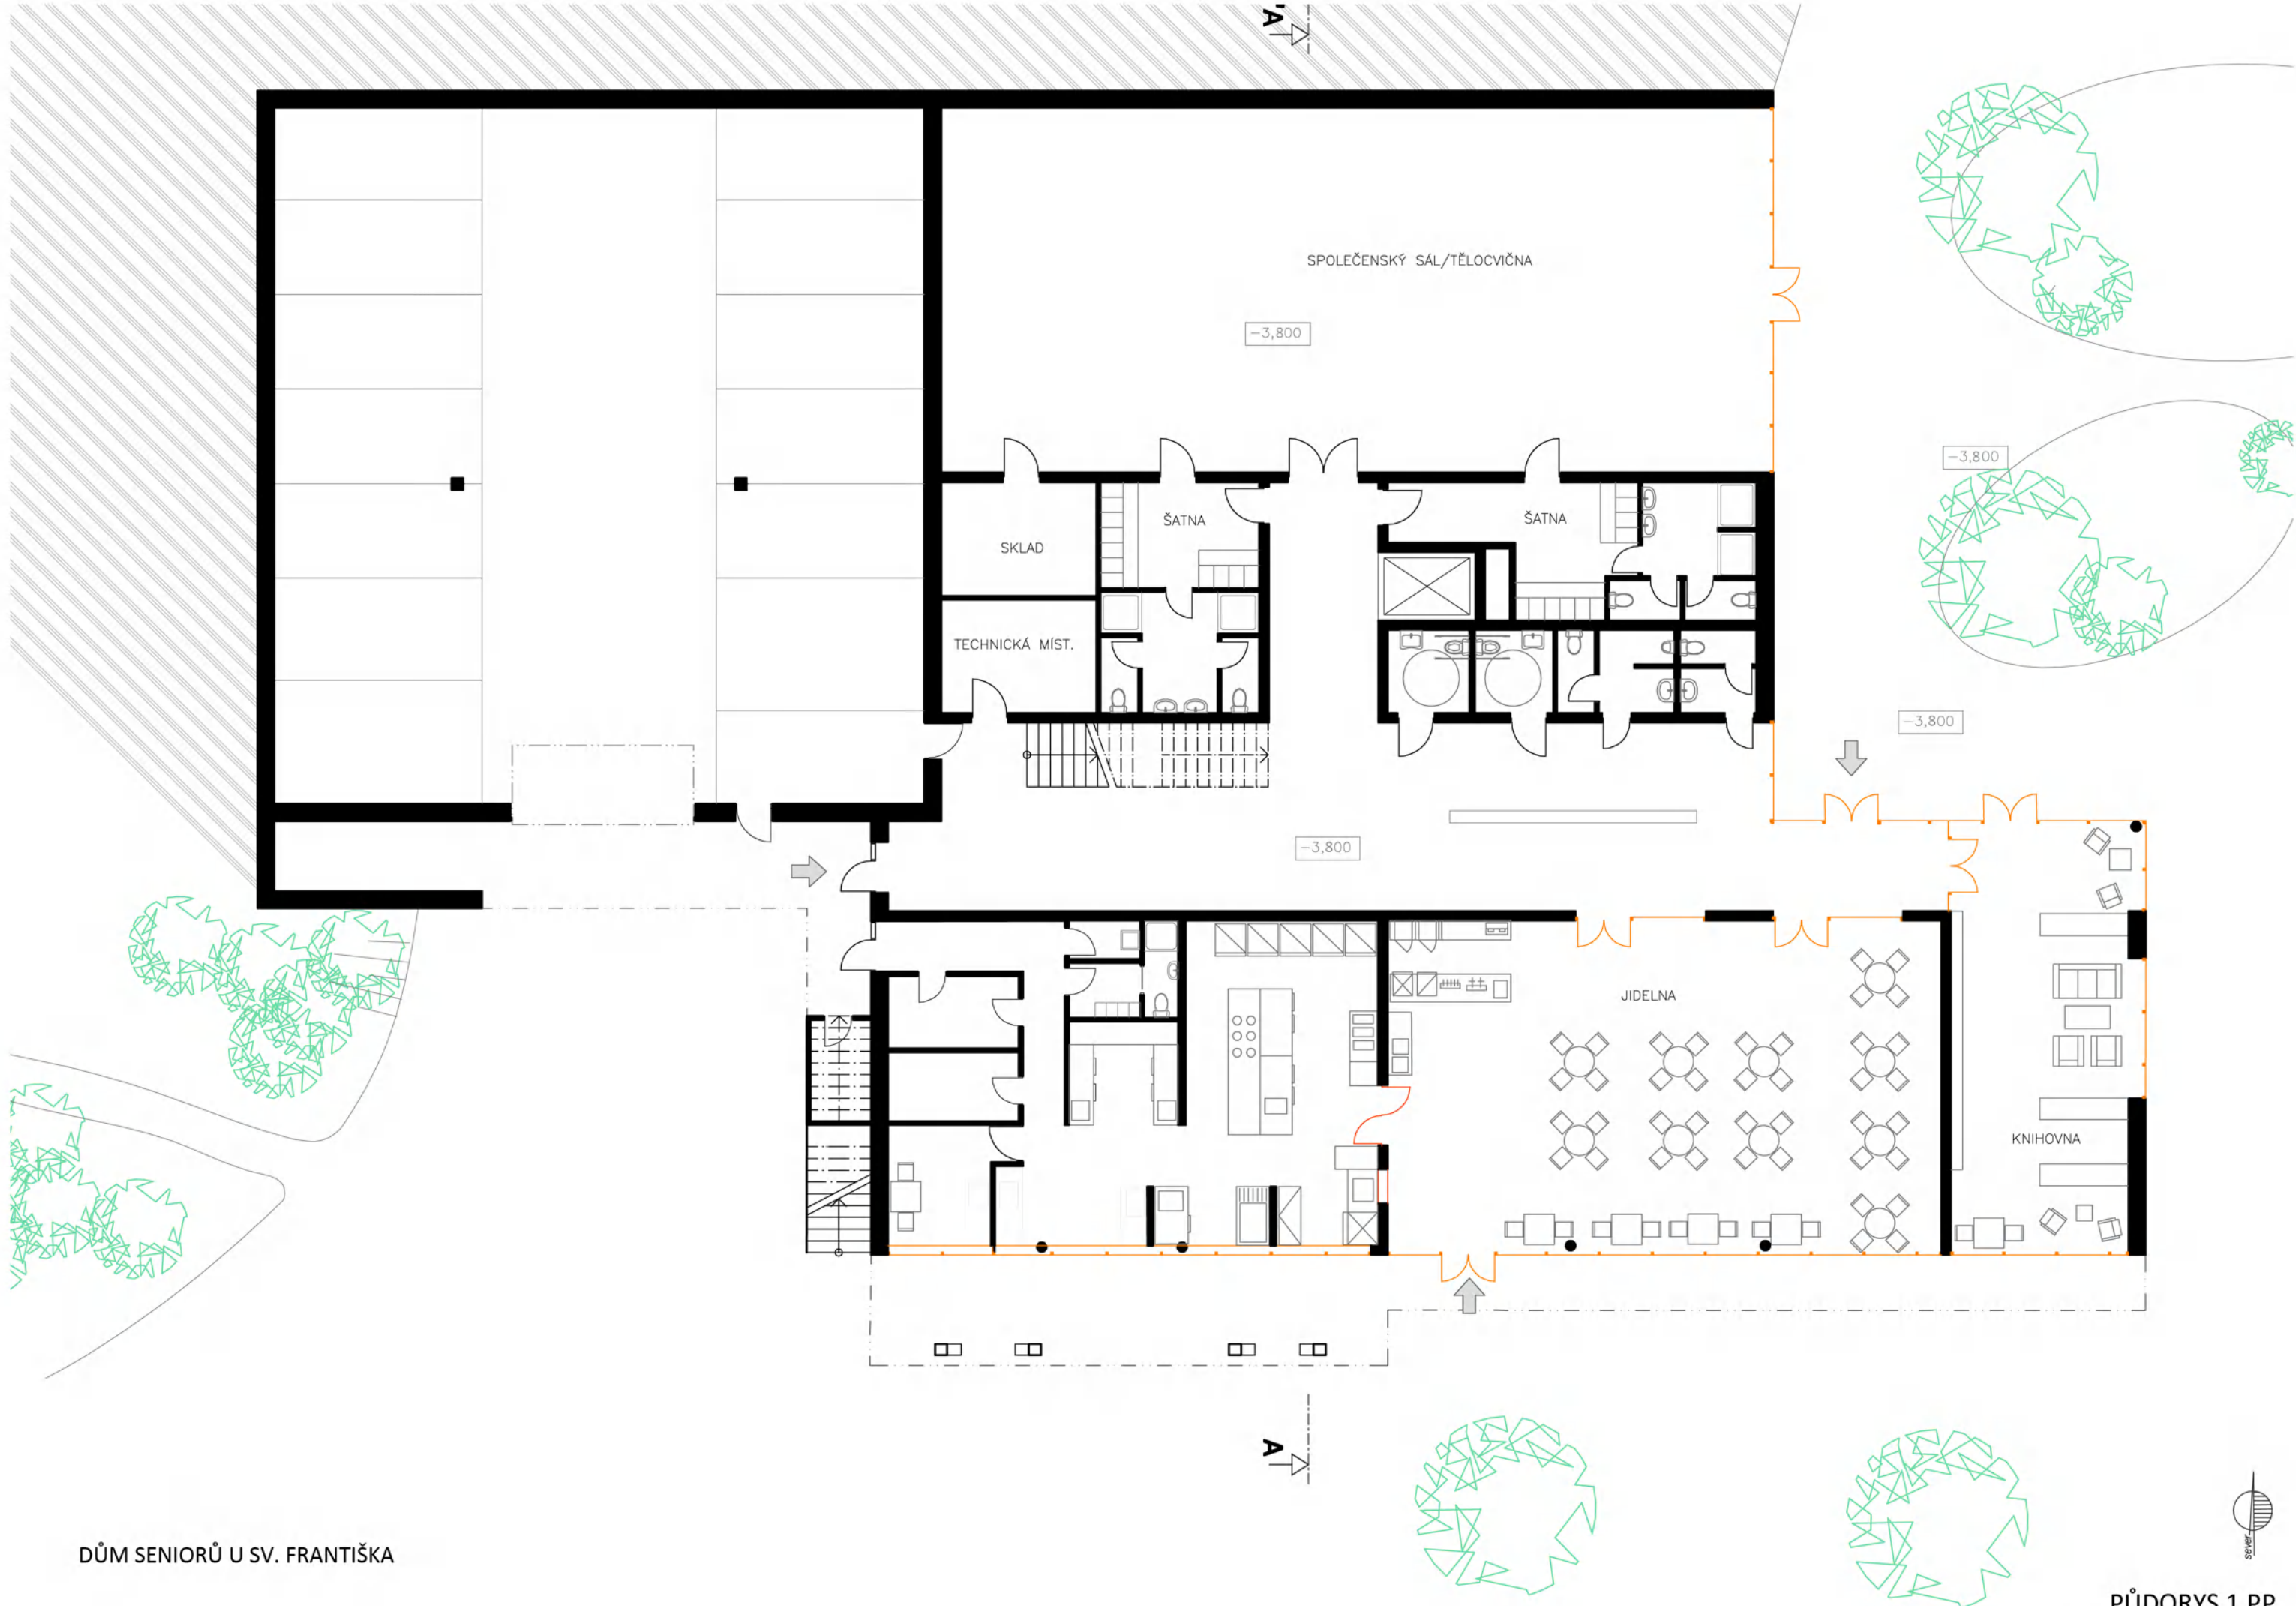 A'
SPOLEČENSKÝ SÁL/TĚLOCVIČNA
−3,800
−3,800
ŠATNA
ŠATNA
SKLAD
TECHNICKÁ MÍST.
−3,800
−3,800
JIDELNA
KNIHOVNA
A
sever
DŮM SENIORŮ U SV. FRANTIŠKA
PŮDORYS 1.PP